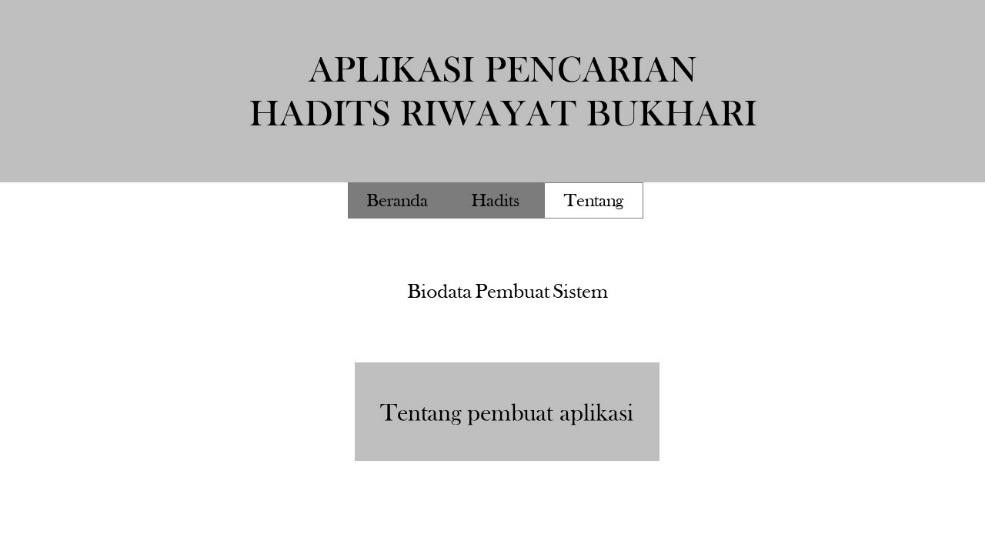 APLIKASI PENCARIAN
HADITS RIWAYAT BUKHARI
Beranda Hadits Tentang
Biodata Pembuat Sistem
Tentang pembuat aplikasi